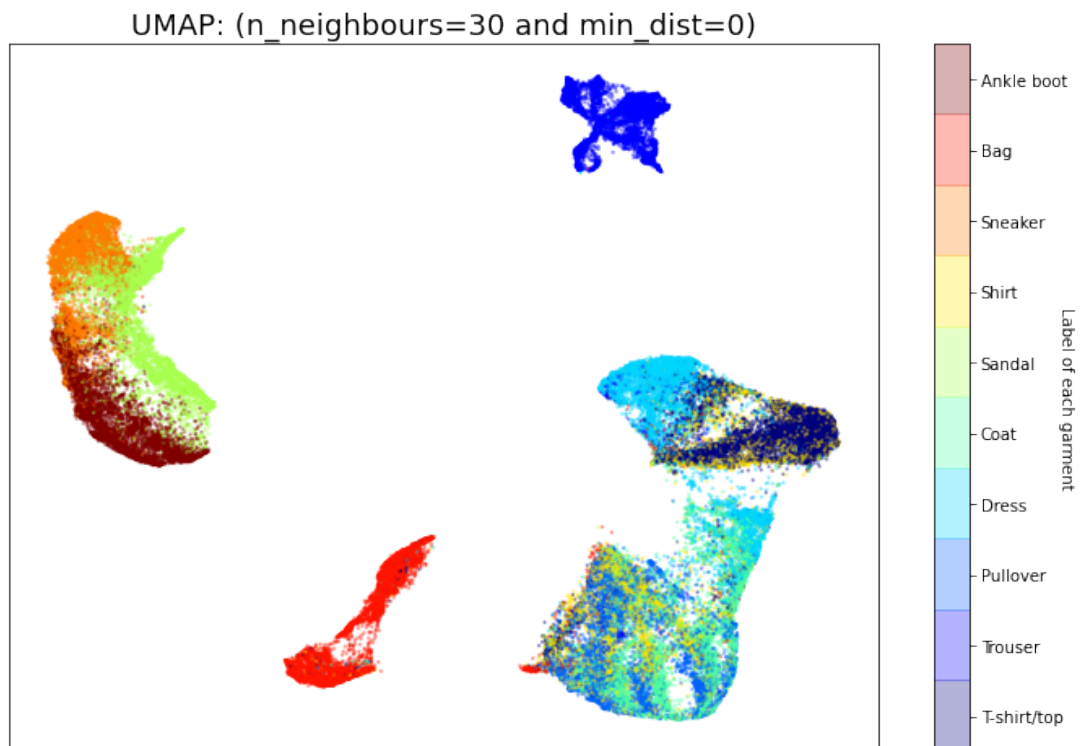 UMAP: (n_neighbours=30 and min_dist=0)
Ankle boot
Bag
Sneaker
Shirt
Sandal
Coat
Dress
Pullover
Trouser
T-shirt/top
Label of each garment